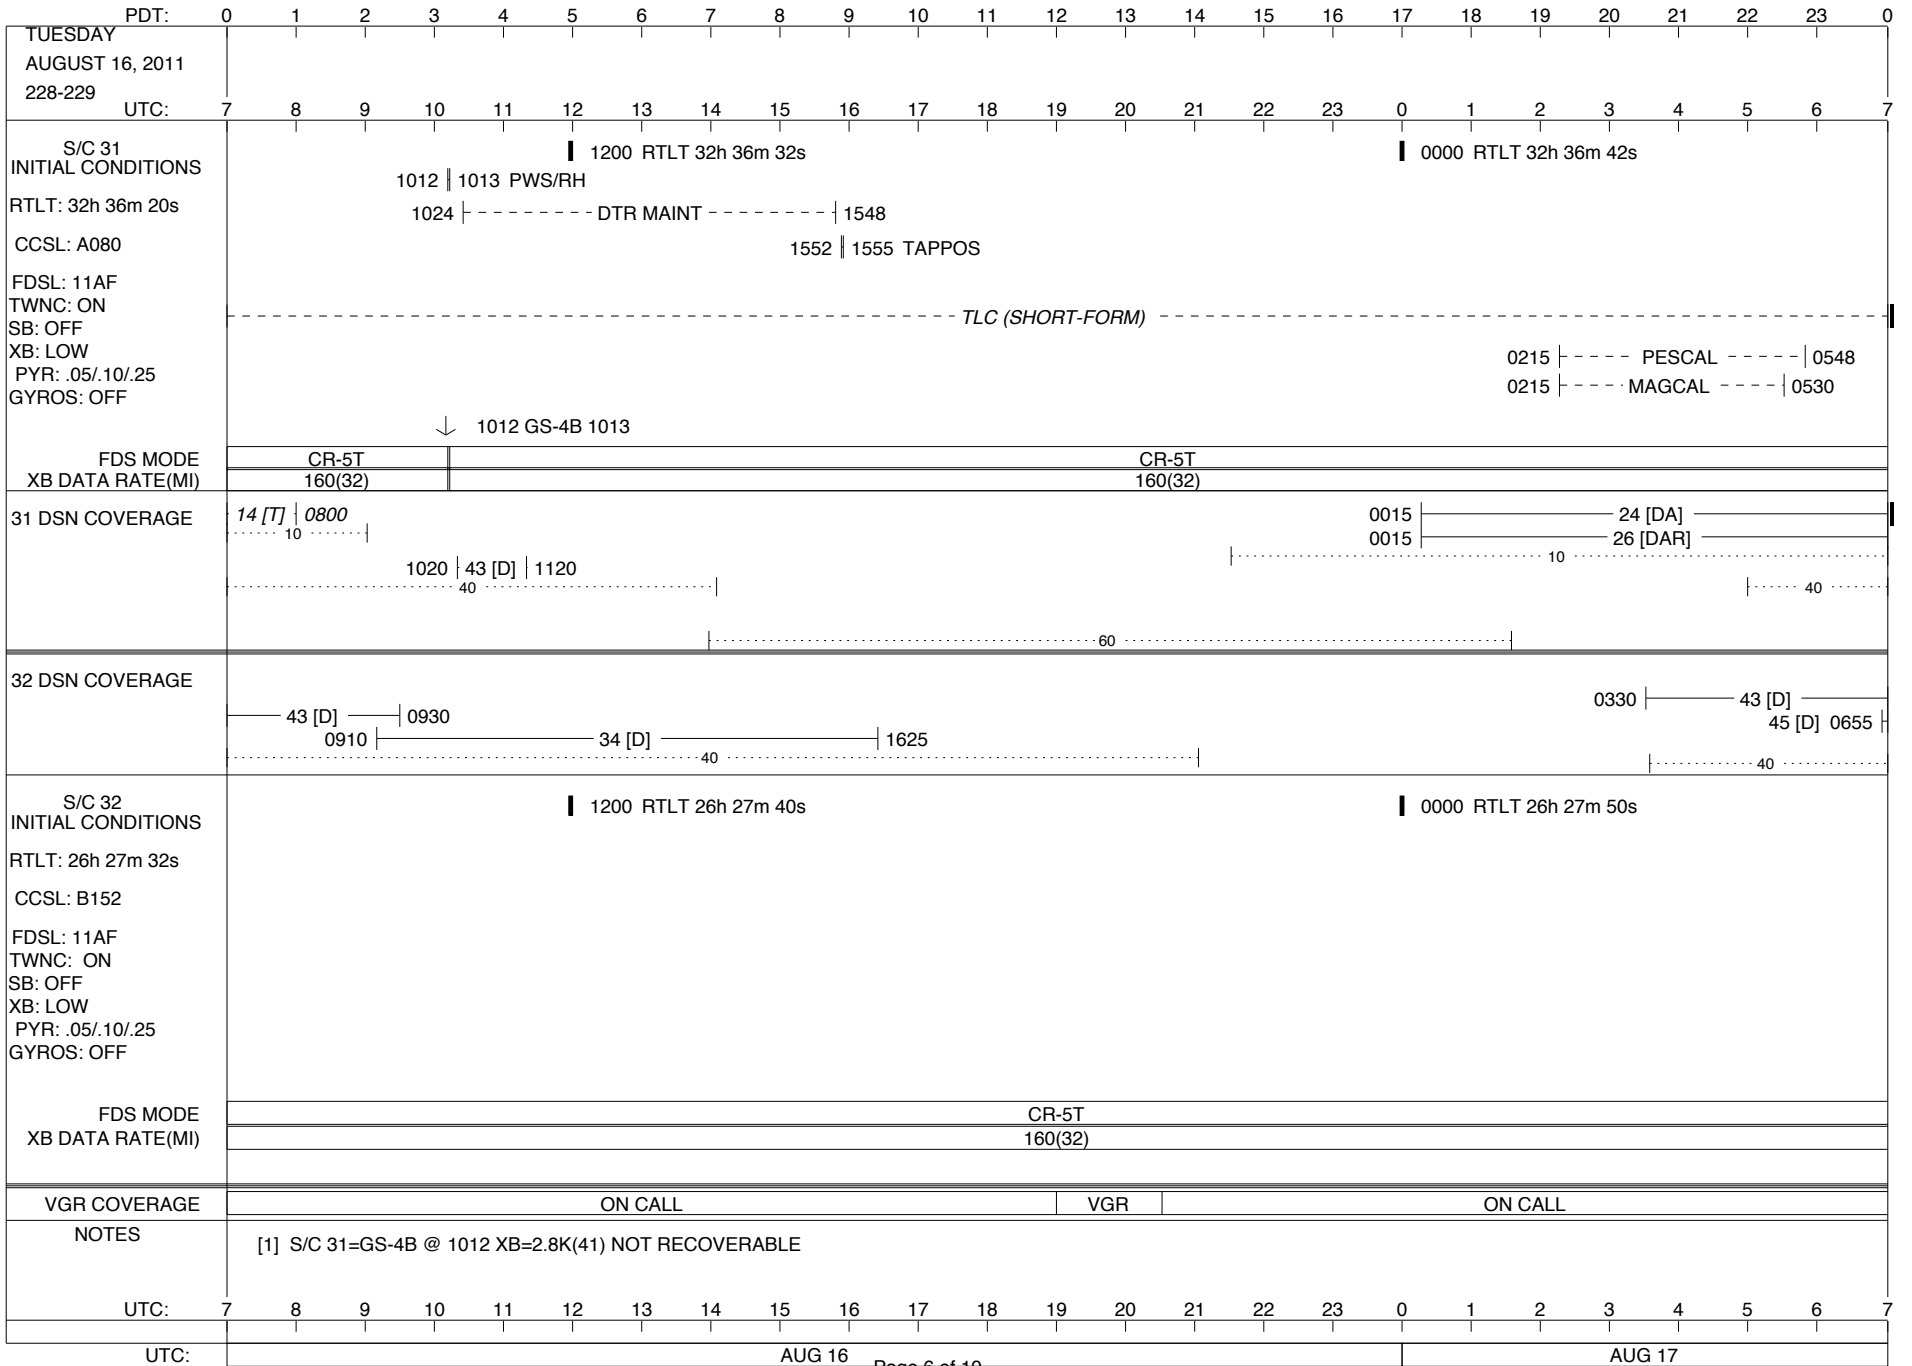 PDT: 0 1 2 3 4 5 6 7 8 9 10 11 12 13 14 15 16 17 18 19 20 21 22 23 0
TUESDAY
AUGUST 16, 2011
228-229
UTC: 7 8 9 10 11 12 13 14 15 16 17 18 19 20 21 22 23 0 1 2 3 4 5 6 7
S/C 31
INITIAL CONDITIONS
1200 RTLT 32h 36m 32s
0000 RTLT 32h 36m 42s
1012 1013 PWS/RH
RTLT: 32h 36m 20s
1024 DTR MAINT 1548
CCSL: A080
1552 1555 TAPPOS
FDSL: 11AF
TWNC: ON
TLC (SHORT-FORM)
SB: OFF
XB: LOW
0215 PESCAL 0548
PYR: .05/.10/.25
0215 MAGCAL 0530
GYROS: OFF
1012 GS-4B 1013
FDS MODE CR-5T CR-5T
XB DATA RATE(MI) 160(32) 160(32)
31 DSN COVERAGE
14 [T] 0800
0015 24 [DA]
10
0015 26 [DAR]
10
1020 43 [D] 1120
40
40
60
32 DSN COVERAGE
0330 43 [D]
43 [D] 0930
45 [D] 0655
0910 34 [D] 1625
40
40
S/C 32
INITIAL CONDITIONS
1200 RTLT 26h 27m 40s
0000 RTLT 26h 27m 50s
RTLT: 26h 27m 32s
CCSL: B152
FDSL: 11AF
TWNC: ON
SB: OFF
XB: LOW
PYR: .05/.10/.25
GYROS: OFF
FDS MODE CR-5T
XB DATA RATE(MI) 160(32)
VGR COVERAGE ON CALL VGR ON CALL
NOTES
[1] S/C 31=GS-4B @ 1012 XB=2.8K(41) NOT RECOVERABLE
UTC: 7 8 9 10 11 12 13 14 15 16 17 18 19 20 21 22 23 0 1 2 3 4 5 6 7
UTC: AUG 16 AUG 17
Page 6 of 19